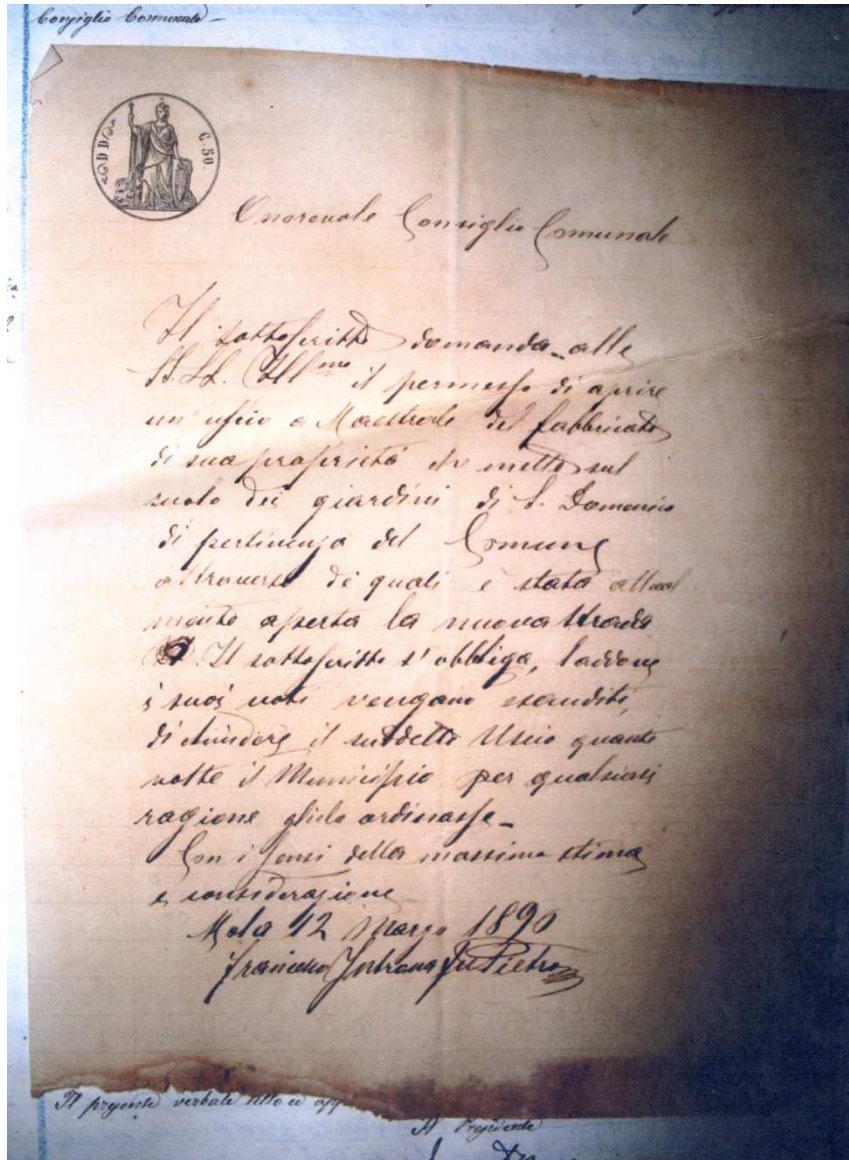 Consiglio Comunale –
C. 50.
Onorevole Consiglio Comunale
Il sottoscritto domanda alle
SS. LL. Ill.me il permesso di aprire
un uscio a Maestrale del fabbricato
di sua proprietà che mette sul
suolo dei giardini di S. Domenico
di pertinenza del Comune
attraverso de quali è stata attual
mente aperta la nuova strada
Il sottoscritto s'obbliga, laddove
i suoi voti vengano esauditi,
di chiudere il suddetto Uscio quante
volte il Municipio per qualsiasi
ragione glielo ordinasse –
Con i sensi della massima stima
e considerazione
Mola 12 Marzo 1890
Francesco fu Pietro
Il presente verbale letto ed
Il Presidente